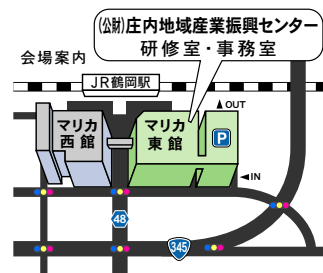 (公財)庄内地域産業振興センター
研修室・事務室
会場案内
JR鶴岡駅
OUT
マリカ
西館
マリカ
東館
P
IN
48
345